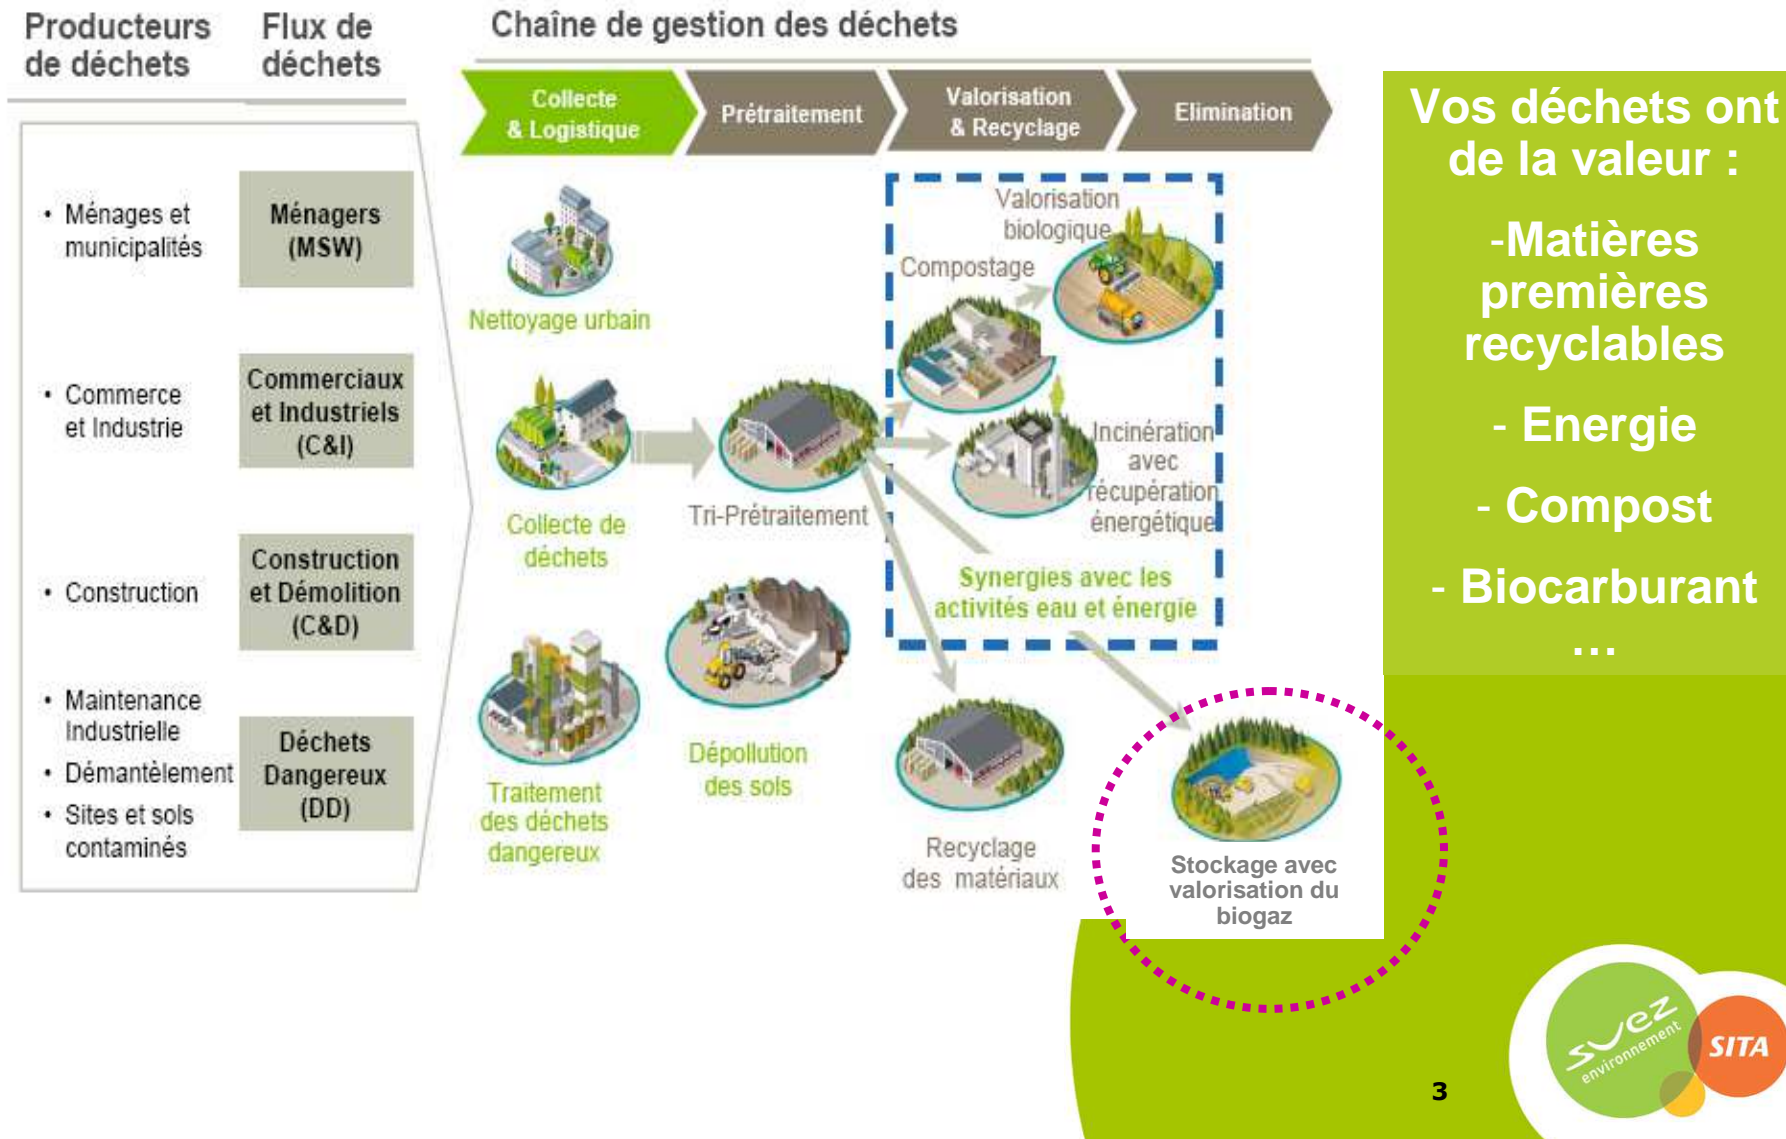 Producteurs
de déchets
Flux de
déchets
Chaîne de gestion des déchets
Collecte
& Logistique
Prétraitement
Valorisation
& Recyclage
Elimination
• Ménages et
municipalités
Ménagers
(MSW)
• Commerce
et Industrie
Commerciaux
et Industriels
(C&I)
• Construction
Construction
et Démolition
(C&D)
• Maintenance
Industrielle
• Démantèlement
• Sites et sols
contaminés
Déchets
Dangereux
(DD)
Nettoyage urbain
Collecte de
déchets
Traitement
des déchets
dangereux
Tri-Prétraitement
Dépollution
des sols
Valorisation
biologique
Compostage
Incinération
avec
récupération
énergétique
Synergies avec les
activités eau et énergie
Recyclage
des matériaux
Stockage avec
valorisation du
biogaz
Vos déchets ont
de la valeur :
-Matières
premières
recyclables
- Energie
- Compost
- Biocarburant
...
suez
environnement
SITA
3